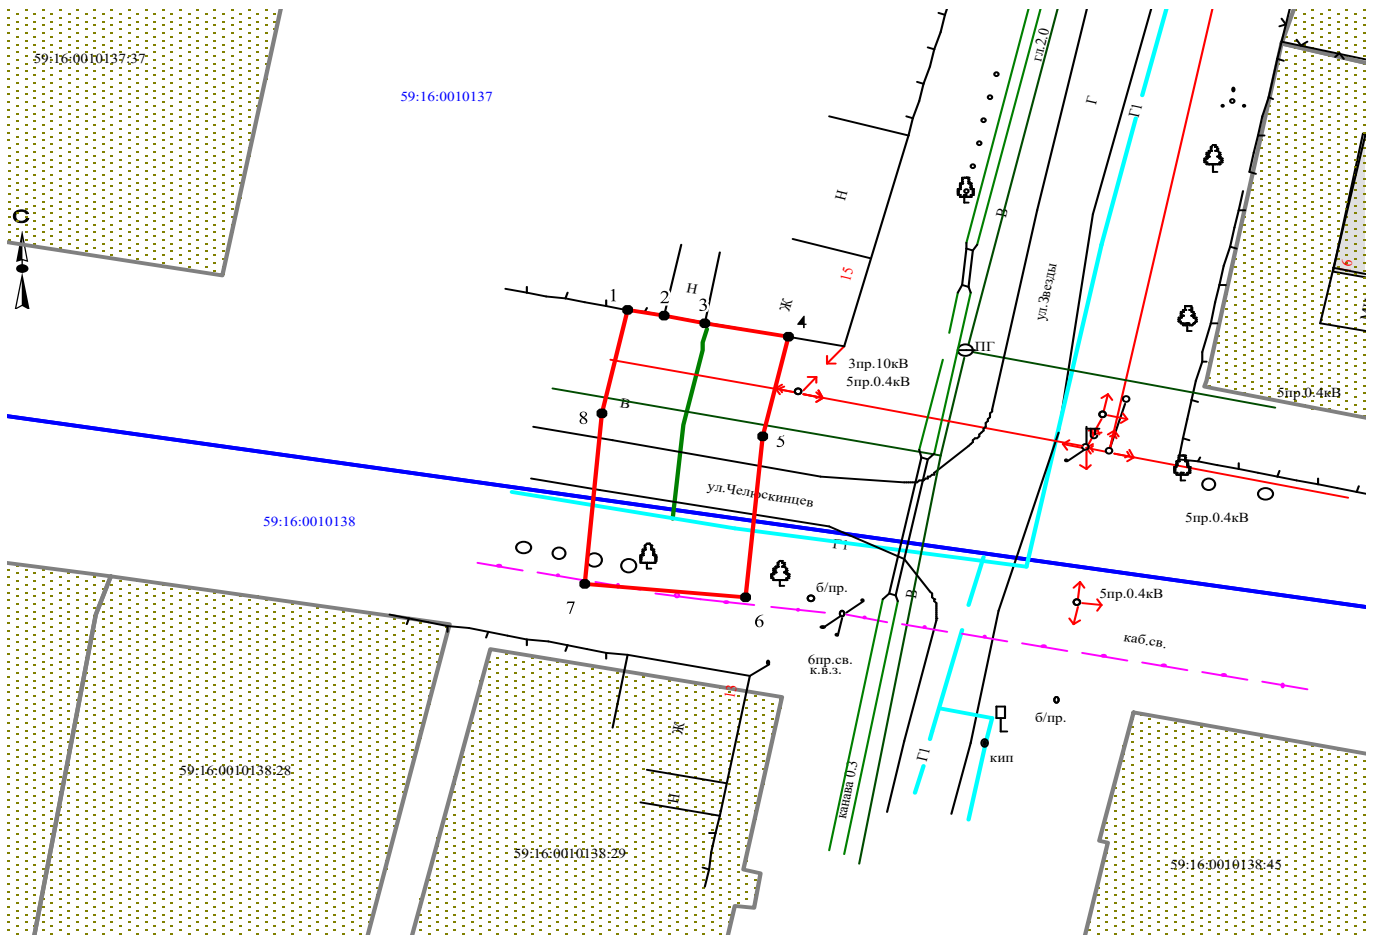 59:16:0010137:37
59:16:0010137
гл.2.0
Г
Г1
Н
В
С
15
6
ул.Звезды
Н
Ж
1
2
3
4
ПГ
3пр.10кВ
5пр.0.4кВ
5пр.0.4кВ
В
8
5
ул.Челюскинцев
59:16:0010138
5пр.0.4кВ
Г1
7
6
б/пр.
В
5пр.0.4кВ
каб.св.
6пр.св.
к.в.з.
13
Ж
б/пр.
Г1
кип
59:16:0010138:28
Н
канава 0.3
59:16:0010138:29
59:16:0010138:45